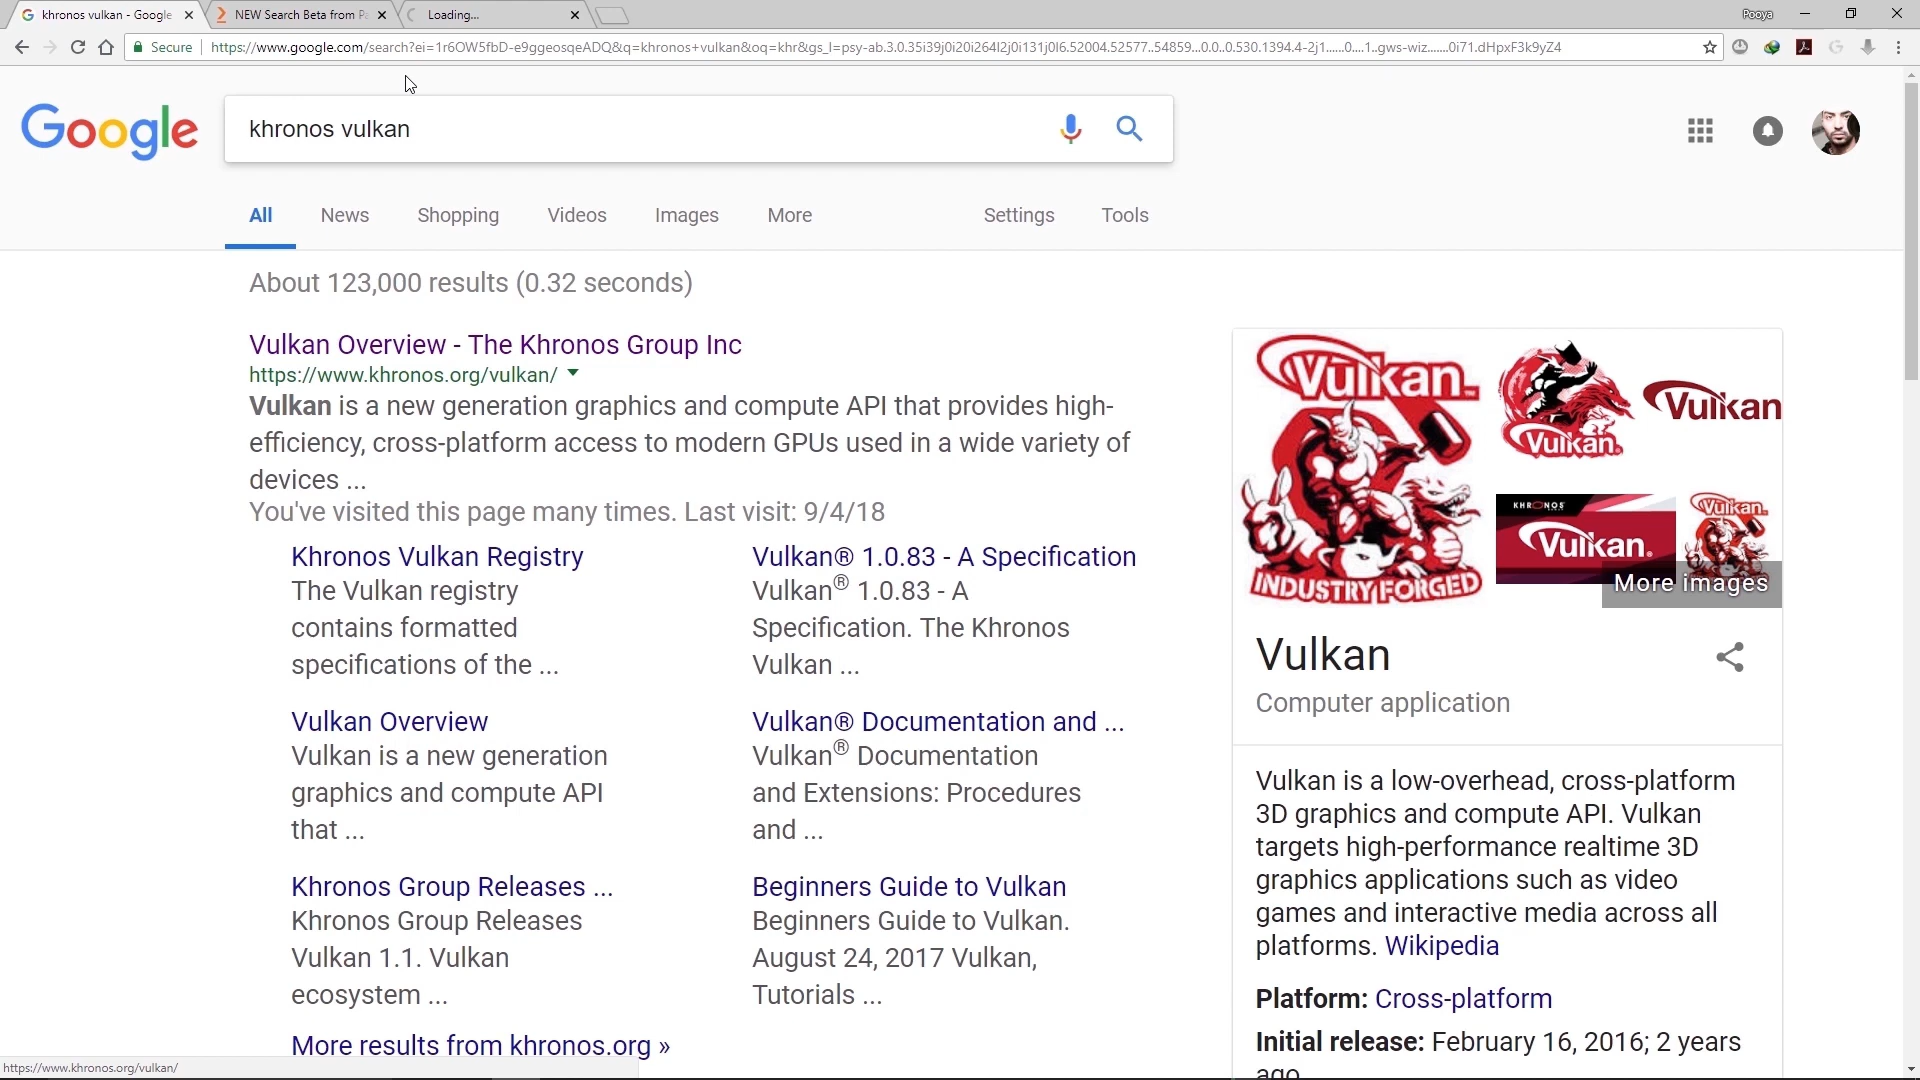 khronos vulkan - Google
NEW Search Beta from Pa
Loading...
Pooya
Secure
https://www.google.com/search?ei=1r6OW5fbD-e9ggeosqeADQ&q=khronos+vulkan&oq=khr&gs_l=psy-ab.3.0.35i39j0i20i264l2j0i131j0l6.52004.52577..54859...0.0..0.530.1394.4-2j1......0....1..gws-wiz.......0i71.dHpxF3k9yZ4
Google
khronos vulkan
All
News
Shopping
Videos
Images
More
Settings
Tools
About 123,000 results (0.32 seconds)
Vulkan Overview - The Khronos Group Inc
https://www.khronos.org/vulkan/
Vulkan is a new generation graphics and compute API that provides high-
efficiency, cross-platform access to modern GPUs used in a wide variety of
devices ...
You've visited this page many times. Last visit: 9/4/18
Khronos Vulkan Registry
The Vulkan registry
contains formatted
specifications of the ...
Vulkan® 1.0.83 - A Specification
Vulkan® 1.0.83 - A
Specification. The Khronos
Vulkan ...
Vulkan Overview
Vulkan is a new generation
graphics and compute API
that ...
Vulkan® Documentation and ...
Vulkan® Documentation
and Extensions: Procedures
and ...
Khronos Group Releases ...
Khronos Group Releases
Vulkan 1.1. Vulkan
ecosystem ...
Beginners Guide to Vulkan
Beginners Guide to Vulkan.
August 24, 2017 Vulkan,
Tutorials ...
More results from khronos.org »
Vulkan.
INDUSTRY FORGED
Vulkan.
Vulkan
KHRONOS
Vulkan.
Vulkan.
More images
Vulkan
Computer application
Vulkan is a low-overhead, cross-platform
3D graphics and compute API. Vulkan
targets high-performance realtime 3D
graphics applications such as video
games and interactive media across all
platforms. Wikipedia
Platform: Cross-platform
Initial release: February 16, 2016; 2 years
ago
https://www.khronos.org/vulkan/